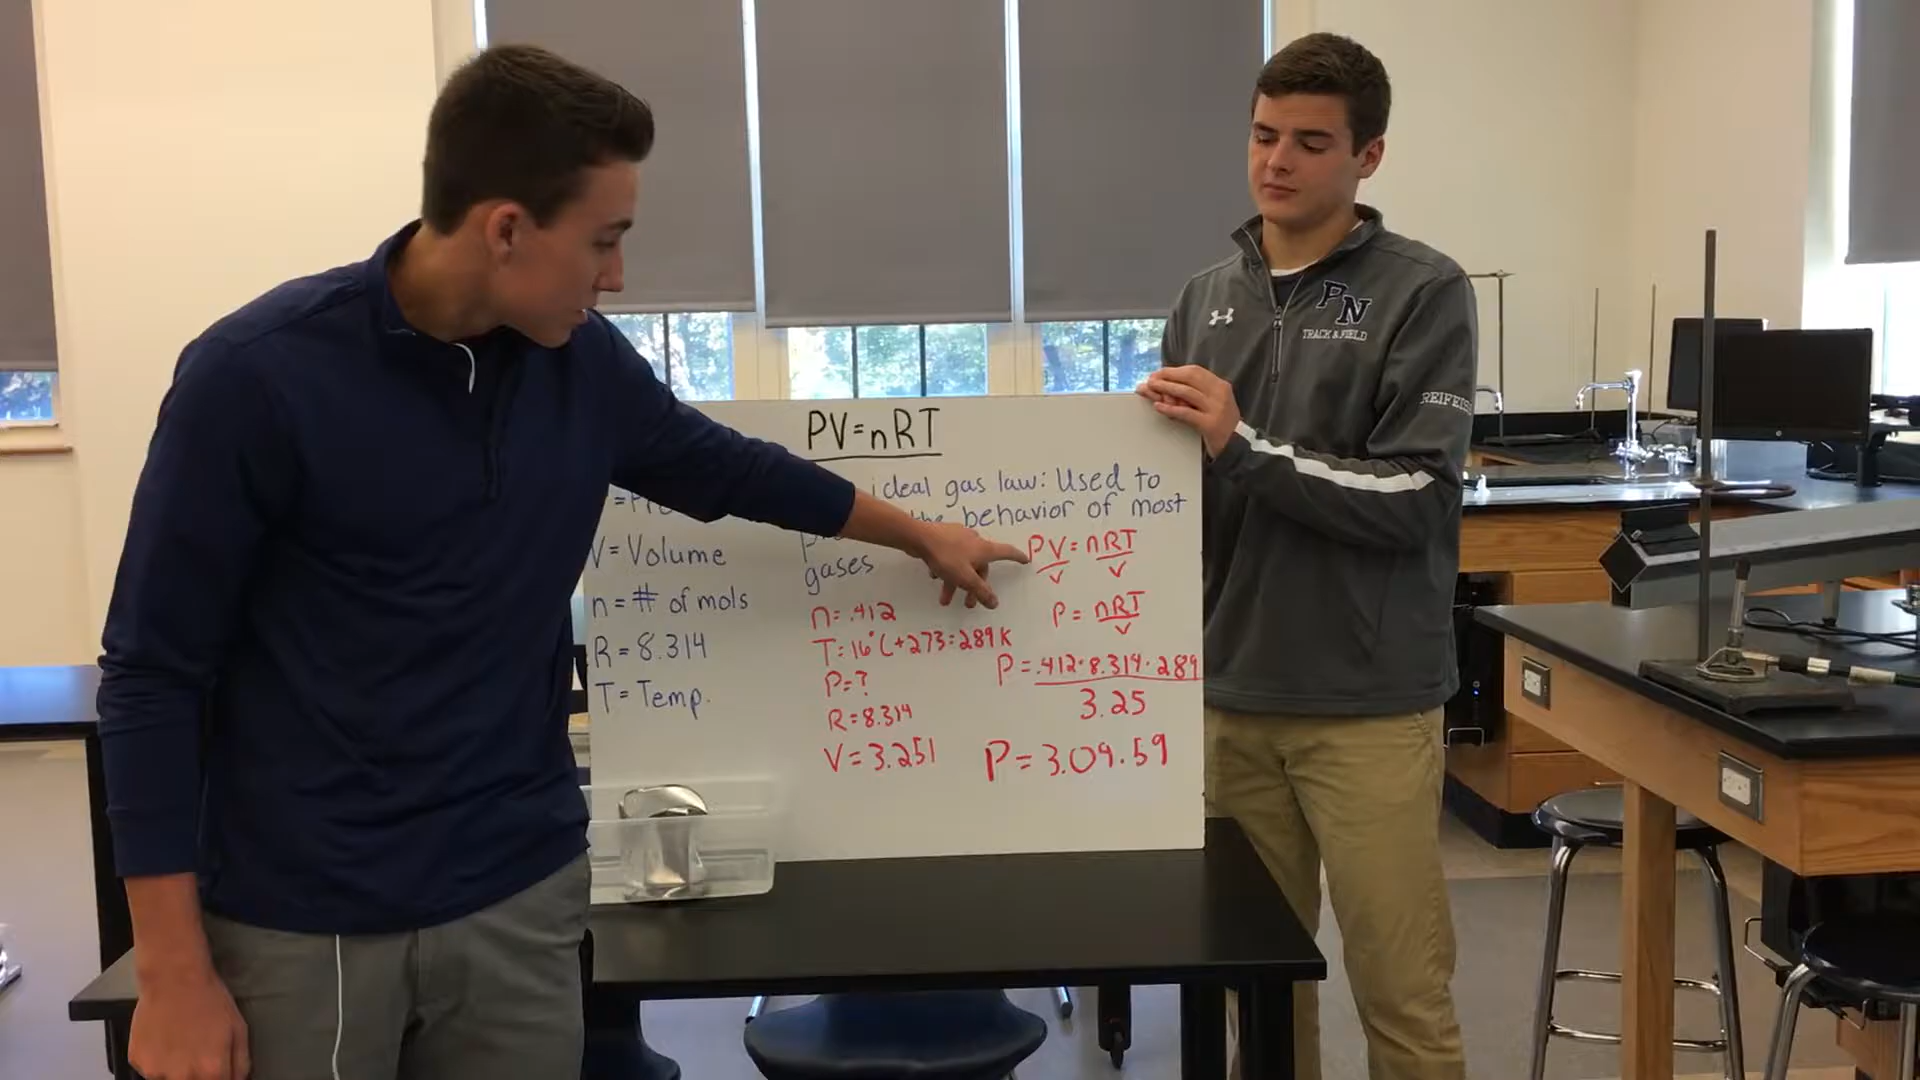 PV=nRT
ideal gas law: Used to
the behavior of most
gases
V=Volume
n=# of mols
R=8.314
T=Temp.
n=.412
T=16°C+273=289K
P=?
R=8.314
V=3.251
PV=nRT
V V
P=nRT
V
P=.412·8.314·289
3.25
P=3.09.59
PN
TRACK & FIELD